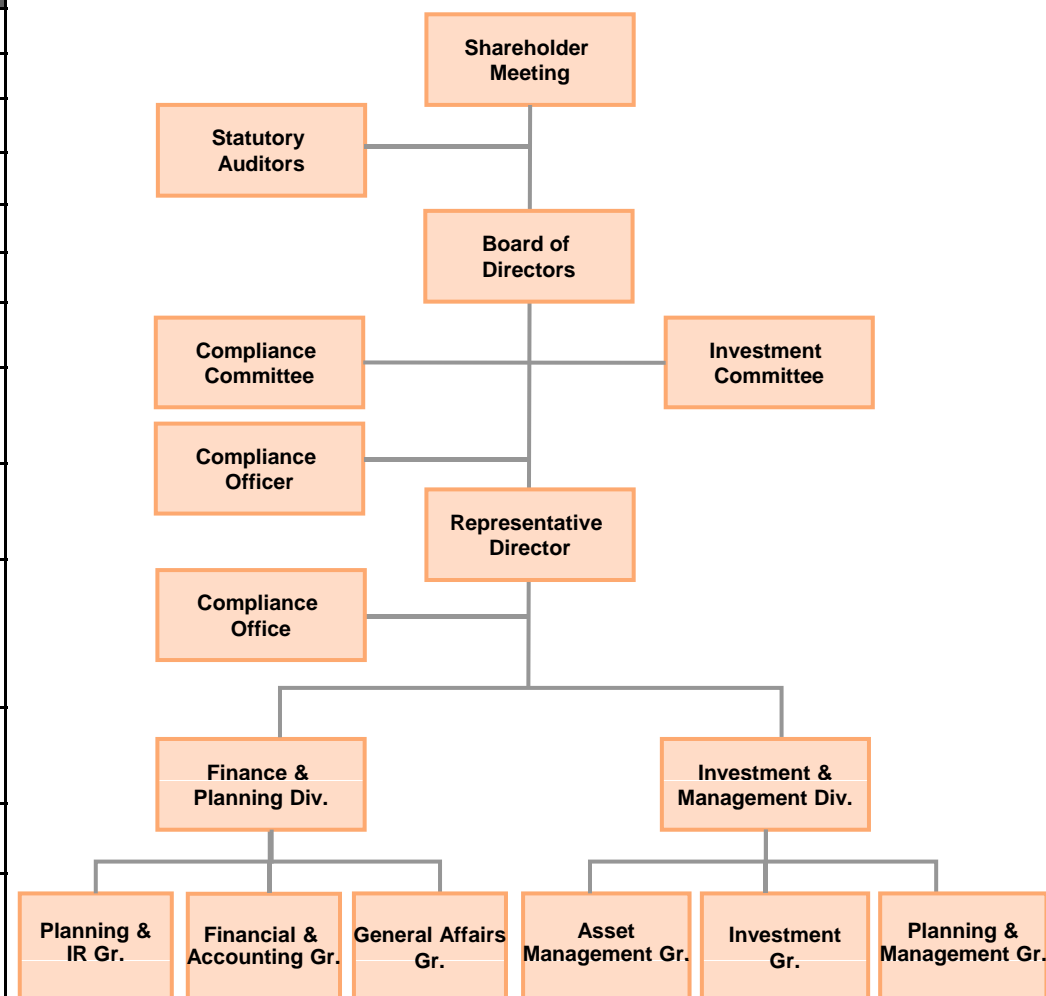 Shareholder
Meeting
Statutory
Auditors
Board of
Directors
Compliance
Committee
Investment
Committee
Compliance
Officer
Representative
Director
Compliance
Office
Finance &
Planning Div.
Investment &
Management Div.
Planning &
IR Gr.
Financial &
Accounting Gr.
General Affairs
Gr.
Asset
Management Gr.
Investment
Gr.
Planning &
Management Gr.